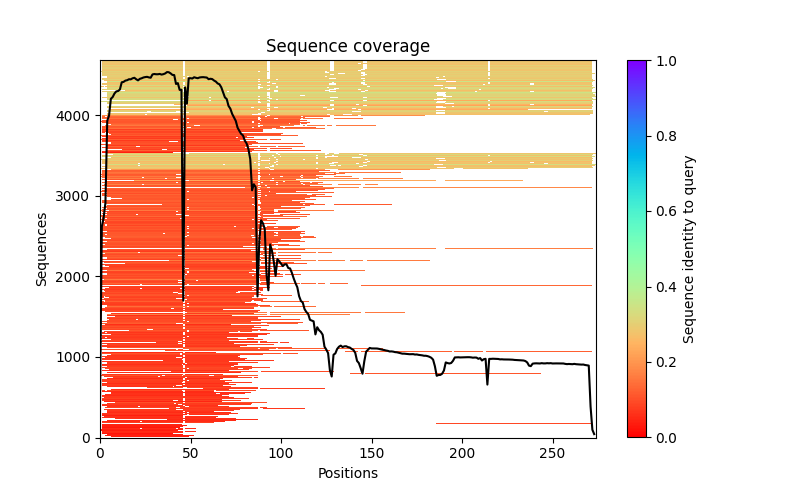 Sequence coverage
Sequences
4000
3000
2000
1000
0
0 50 100 150 200 250
Positions
1.0
0.8
0.6
0.4
0.2
0.0
Sequence identity to query